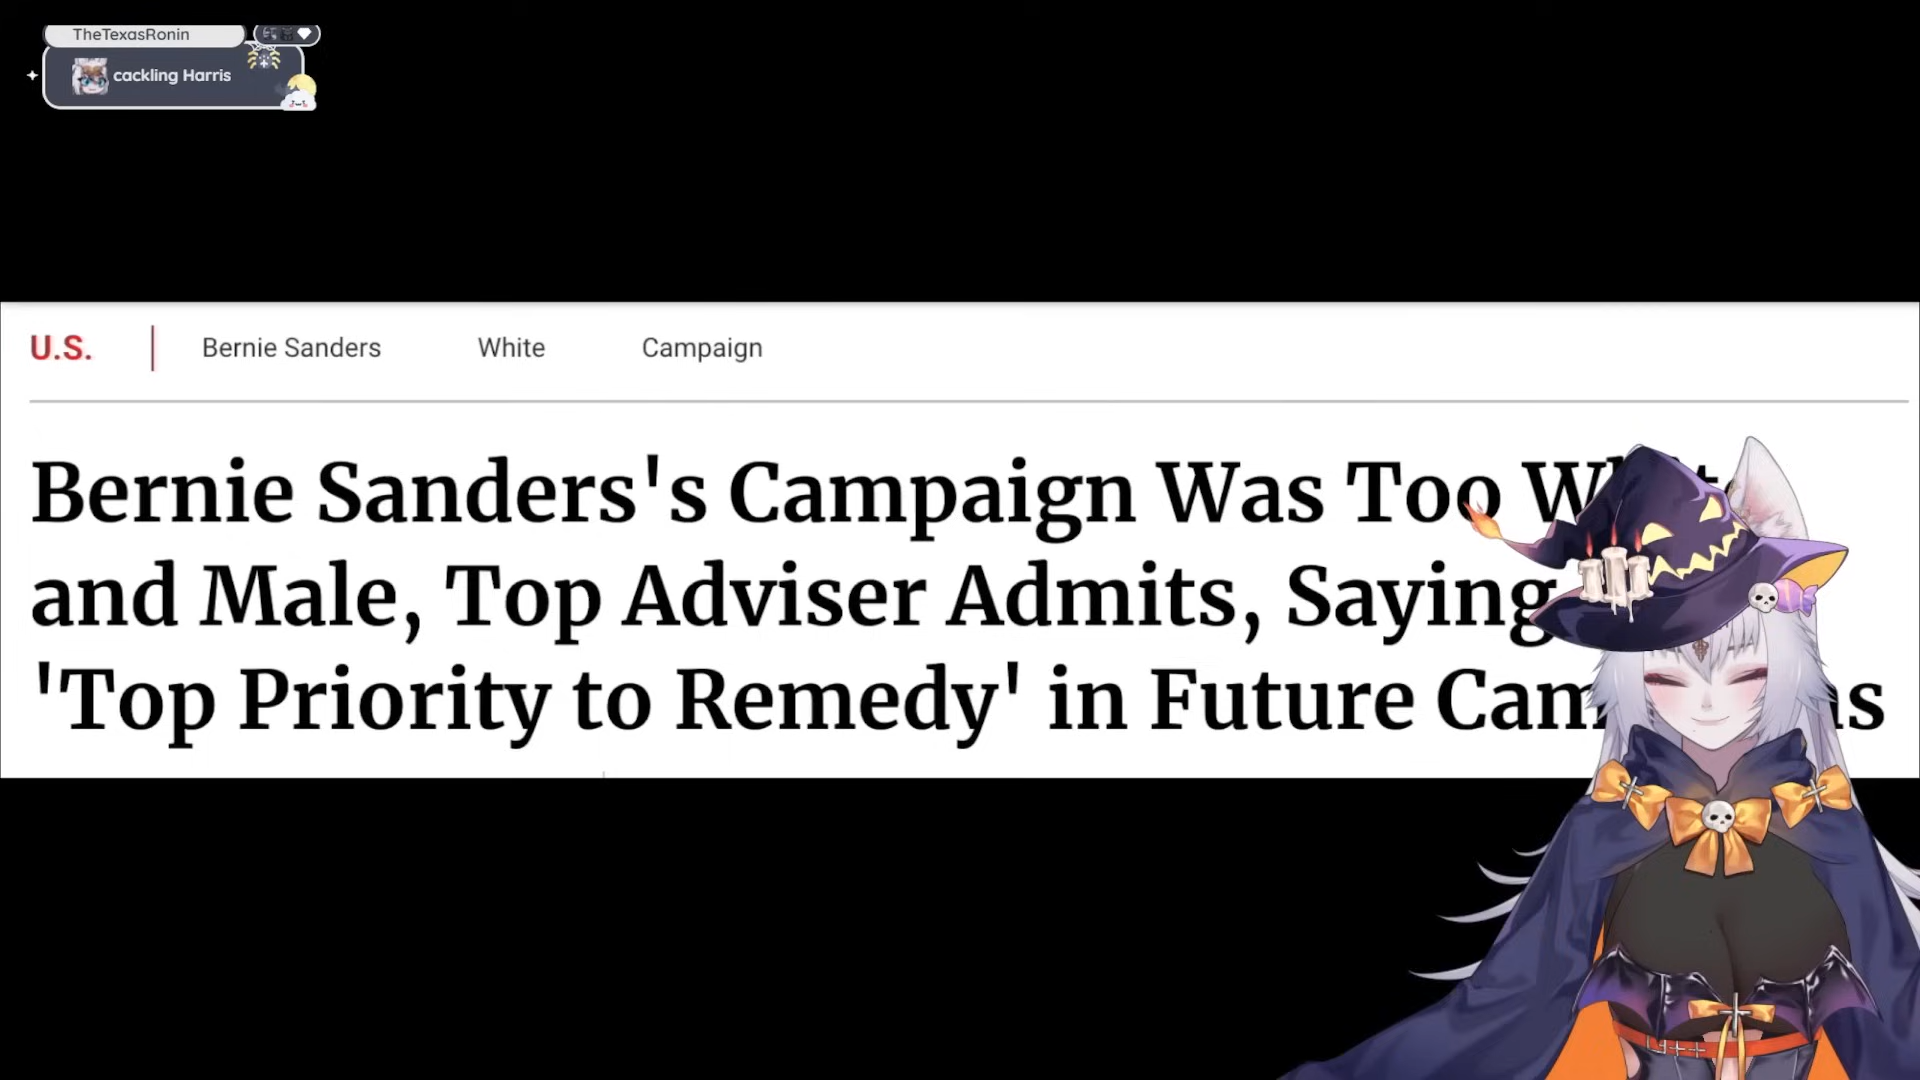 TheTexasRonin
cackling Harris
U.S. Bernie Sanders White Campaign
Bernie Sanders's Campaign Was Too
and Male, Top Adviser Admits, Saying
'Top Priority to Remedy' in Future